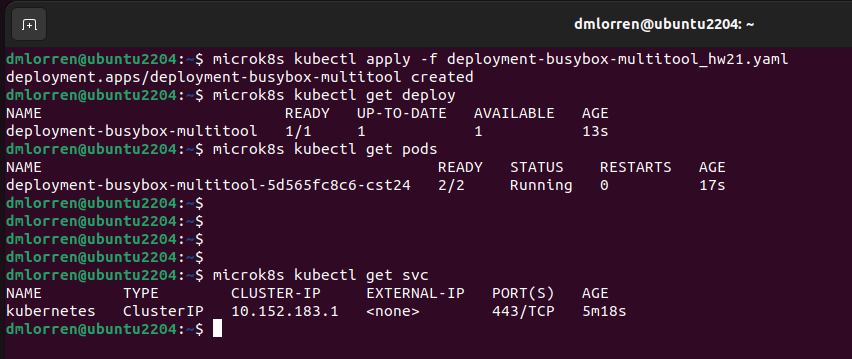 dmlorren@ubuntu2204: ~
dmlorren@ubuntu2204:~$ microk8s kubectl apply -f deployment-busybox-multitool_hw21.yaml
deployment.apps/deployment-busybox-multitool created
dmlorren@ubuntu2204:~$ microk8s kubectl get deploy
NAME                            READY   UP-TO-DATE   AVAILABLE   AGE
deployment-busybox-multitool   1/1     1            1           13s
dmlorren@ubuntu2204:~$ microk8s kubectl get pods
NAME                                            READY   STATUS    RESTARTS   AGE
deployment-busybox-multitool-5d565fc8c6-cst24   2/2     Running   0          17s
dmlorren@ubuntu2204:~$
dmlorren@ubuntu2204:~$
dmlorren@ubuntu2204:~$
dmlorren@ubuntu2204:~$
dmlorren@ubuntu2204:~$ microk8s kubectl get svc
NAME         TYPE        CLUSTER-IP     EXTERNAL-IP   PORT(S)   AGE
kubernetes   ClusterIP   10.152.183.1   <none>        443/TCP   5m18s
dmlorren@ubuntu2204:~$